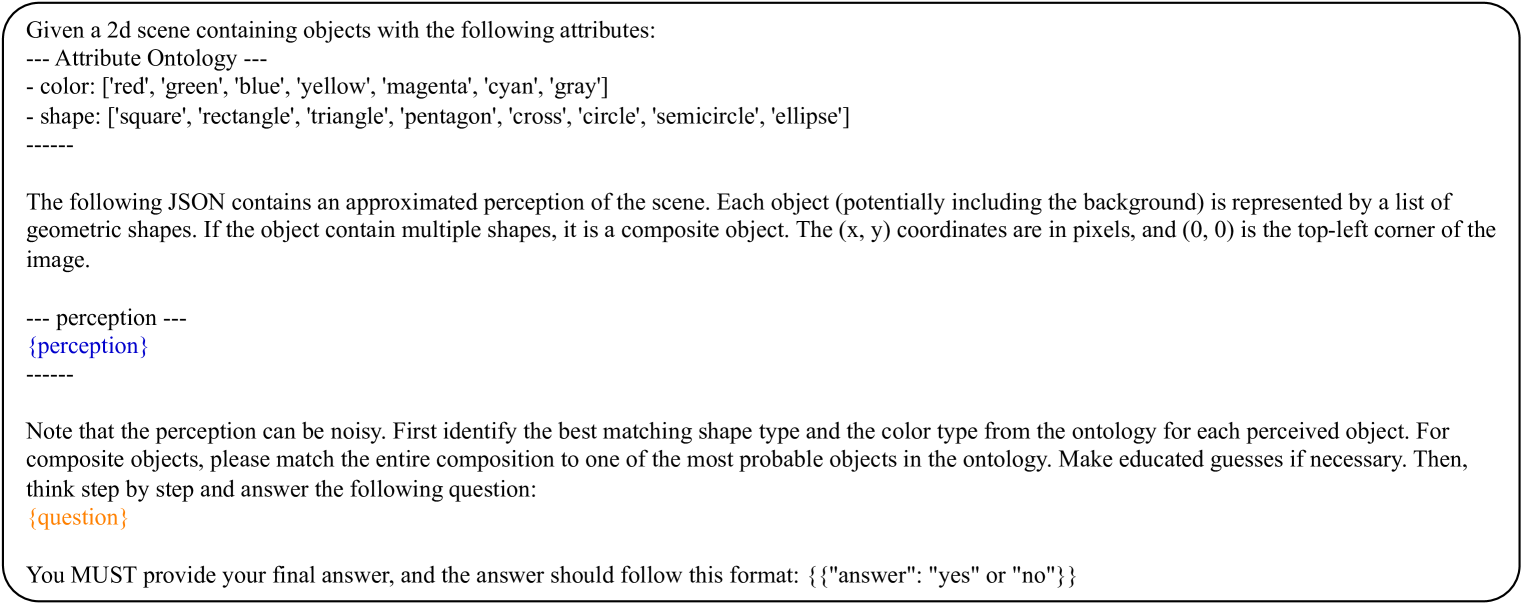 Given a 2d scene containing objects with the following attributes:
--- Attribute Ontology ---
- color: ['red', 'green', 'blue', 'yellow', 'magenta', 'cyan', 'gray']
- shape: ['square', 'rectangle', 'triangle', 'pentagon', 'cross', 'circle', 'semicircle', 'ellipse']
------
The following JSON contains an approximated perception of the scene. Each object (potentially including the background) is represented by a list of
geometric shapes. If the object contain multiple shapes, it is a composite object. The (x, y) coordinates are in pixels, and (0, 0) is the top-left corner of the
image.
--- perception ---
{perception}
------
Note that the perception can be noisy. First identify the best matching shape type and the color type from the ontology for each perceived object. For
composite objects, please match the entire composition to one of the most probable objects in the ontology. Make educated guesses if necessary. Then,
think step by step and answer the following question:
{question}
You MUST provide your final answer, and the answer should follow this format: {{"answer": "yes" or "no"}}